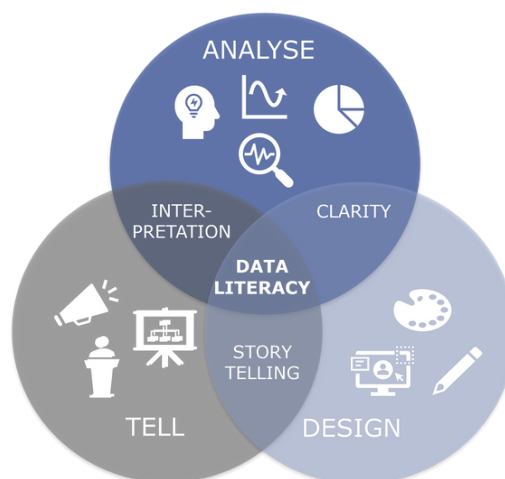 ANALYSE
INTER-
PRETATION
CLARITY
DATA
LITERACY
STORY
TELLING
TELL
DESIGN